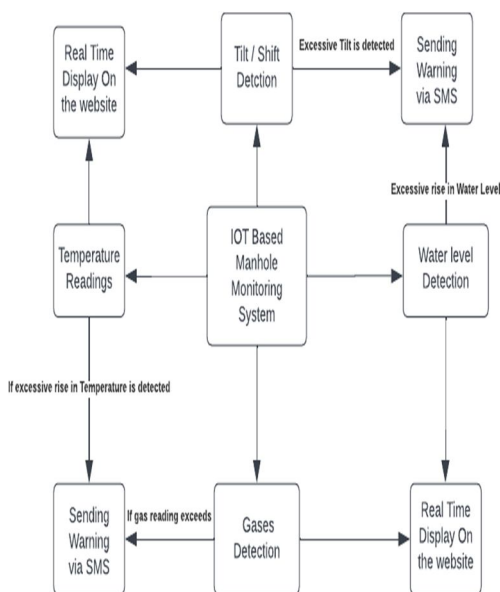 Real Time
Display On
the website
Tilt / Shift
Detction
Excessive Tilt is detected
Sending
Warning
via SMS
Excessive rise in Water Level
Temperature
Readings
IOT Based
Manhole
Monitoring
System
Water level
Detection
If excessive rise in Temperature is detected
Sending
Warning
via SMS
If gas reading exceeds
Gases
Detection
Real Time
Display On
the website